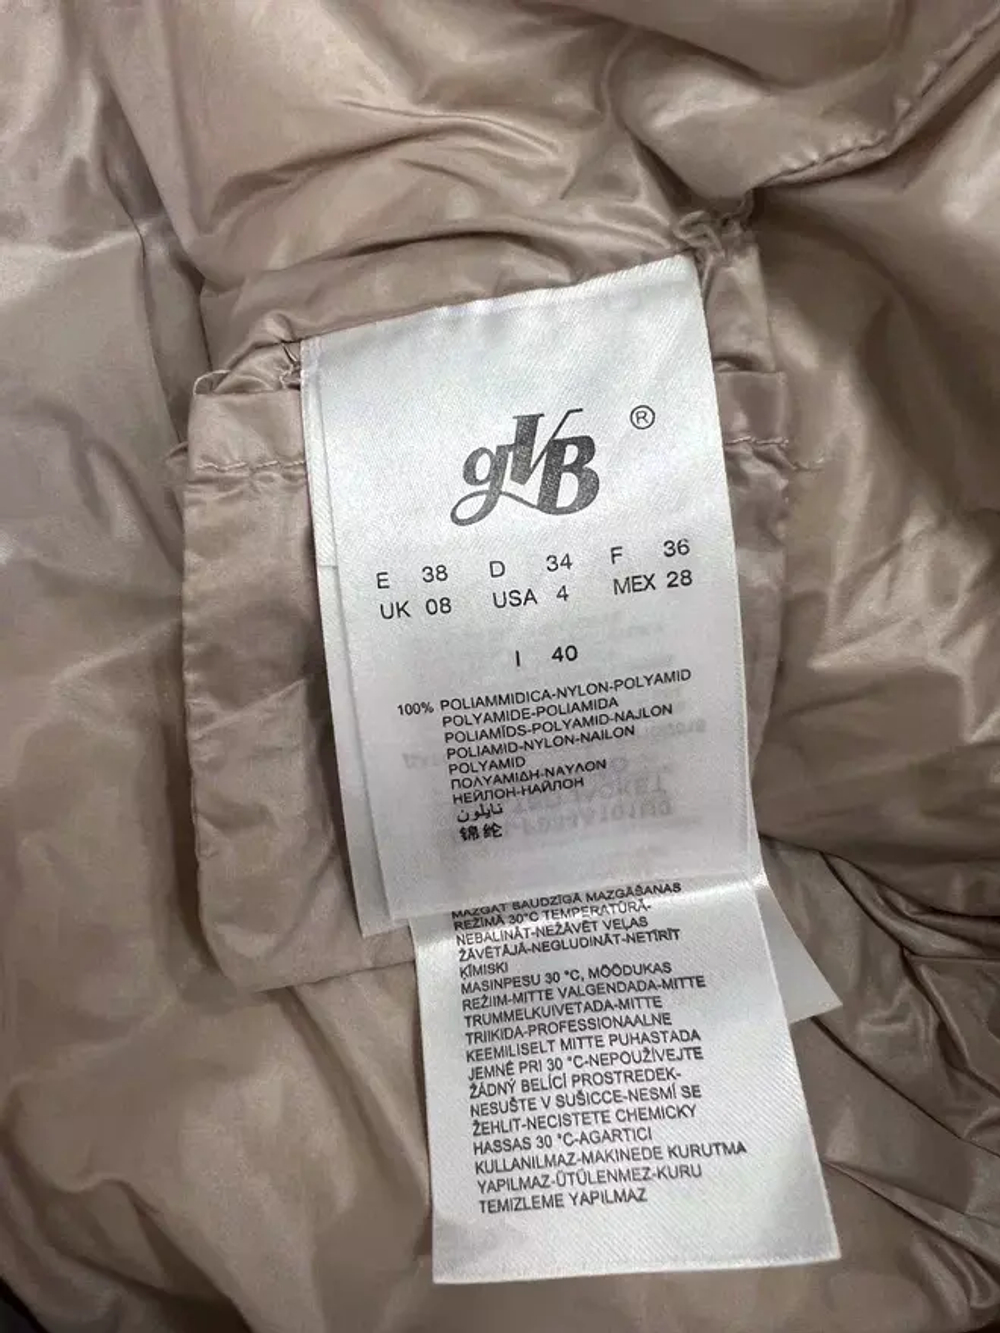 gVB ®
E 38 D 34 F 36
UK 08 USA 4 MEX 28
I 40
100% POLIAMMIDICA-NYLON-POLYAMID
POLYAMIDE-POLIAMIDA
POLIAMĪDS-POLYAMID-NAJLON
POLIAMID-NYLON-NAILON
POLYAMID
ΠΟΛΥΑΜΙΔΗ-ΝΑΥΛΟΝ
НЕЙЛОН-НАЙЛОН
نايلون
锦纶
MAZGĀT SAUDZĪGĀ MAZGĀŠANAS
REŽĪMĀ 30°C TEMPERATŪRĀ-
NEBALINĀT-NEŽĀVĒT VEĻAS
ŽĀVĒTĀJĀ-NEGLUDINĀT-NETĪRĪT
ĶĪMISKI
MASINPESU 30 °C, MÖÖDUKAS
REŽIIM-MITTE VALGENDADA-MITTE
TRUMMELKUIVETADA-MITTE
TRIIKIDA-PROFESSIONAALNE
KEEMILISELT MITTE PUHASTADA
JEMNĚ PRI 30 °C-NEPOUŽÍVEJTE
ŽÁDNÝ BELÍCÍ PROSTREDEK-
NESUŠTE V SUŠICCE-NESMÍ SE
ŽEHLIT-NECISTETE CHEMICKY
HASSAS 30 °C-AGARTICI
KULLANILMAZ-MAKINEDE KURUTMA
YAPILMAZ-ÜTÜLENMEZ-KURU
TEMIZLEME YAPILMAZ